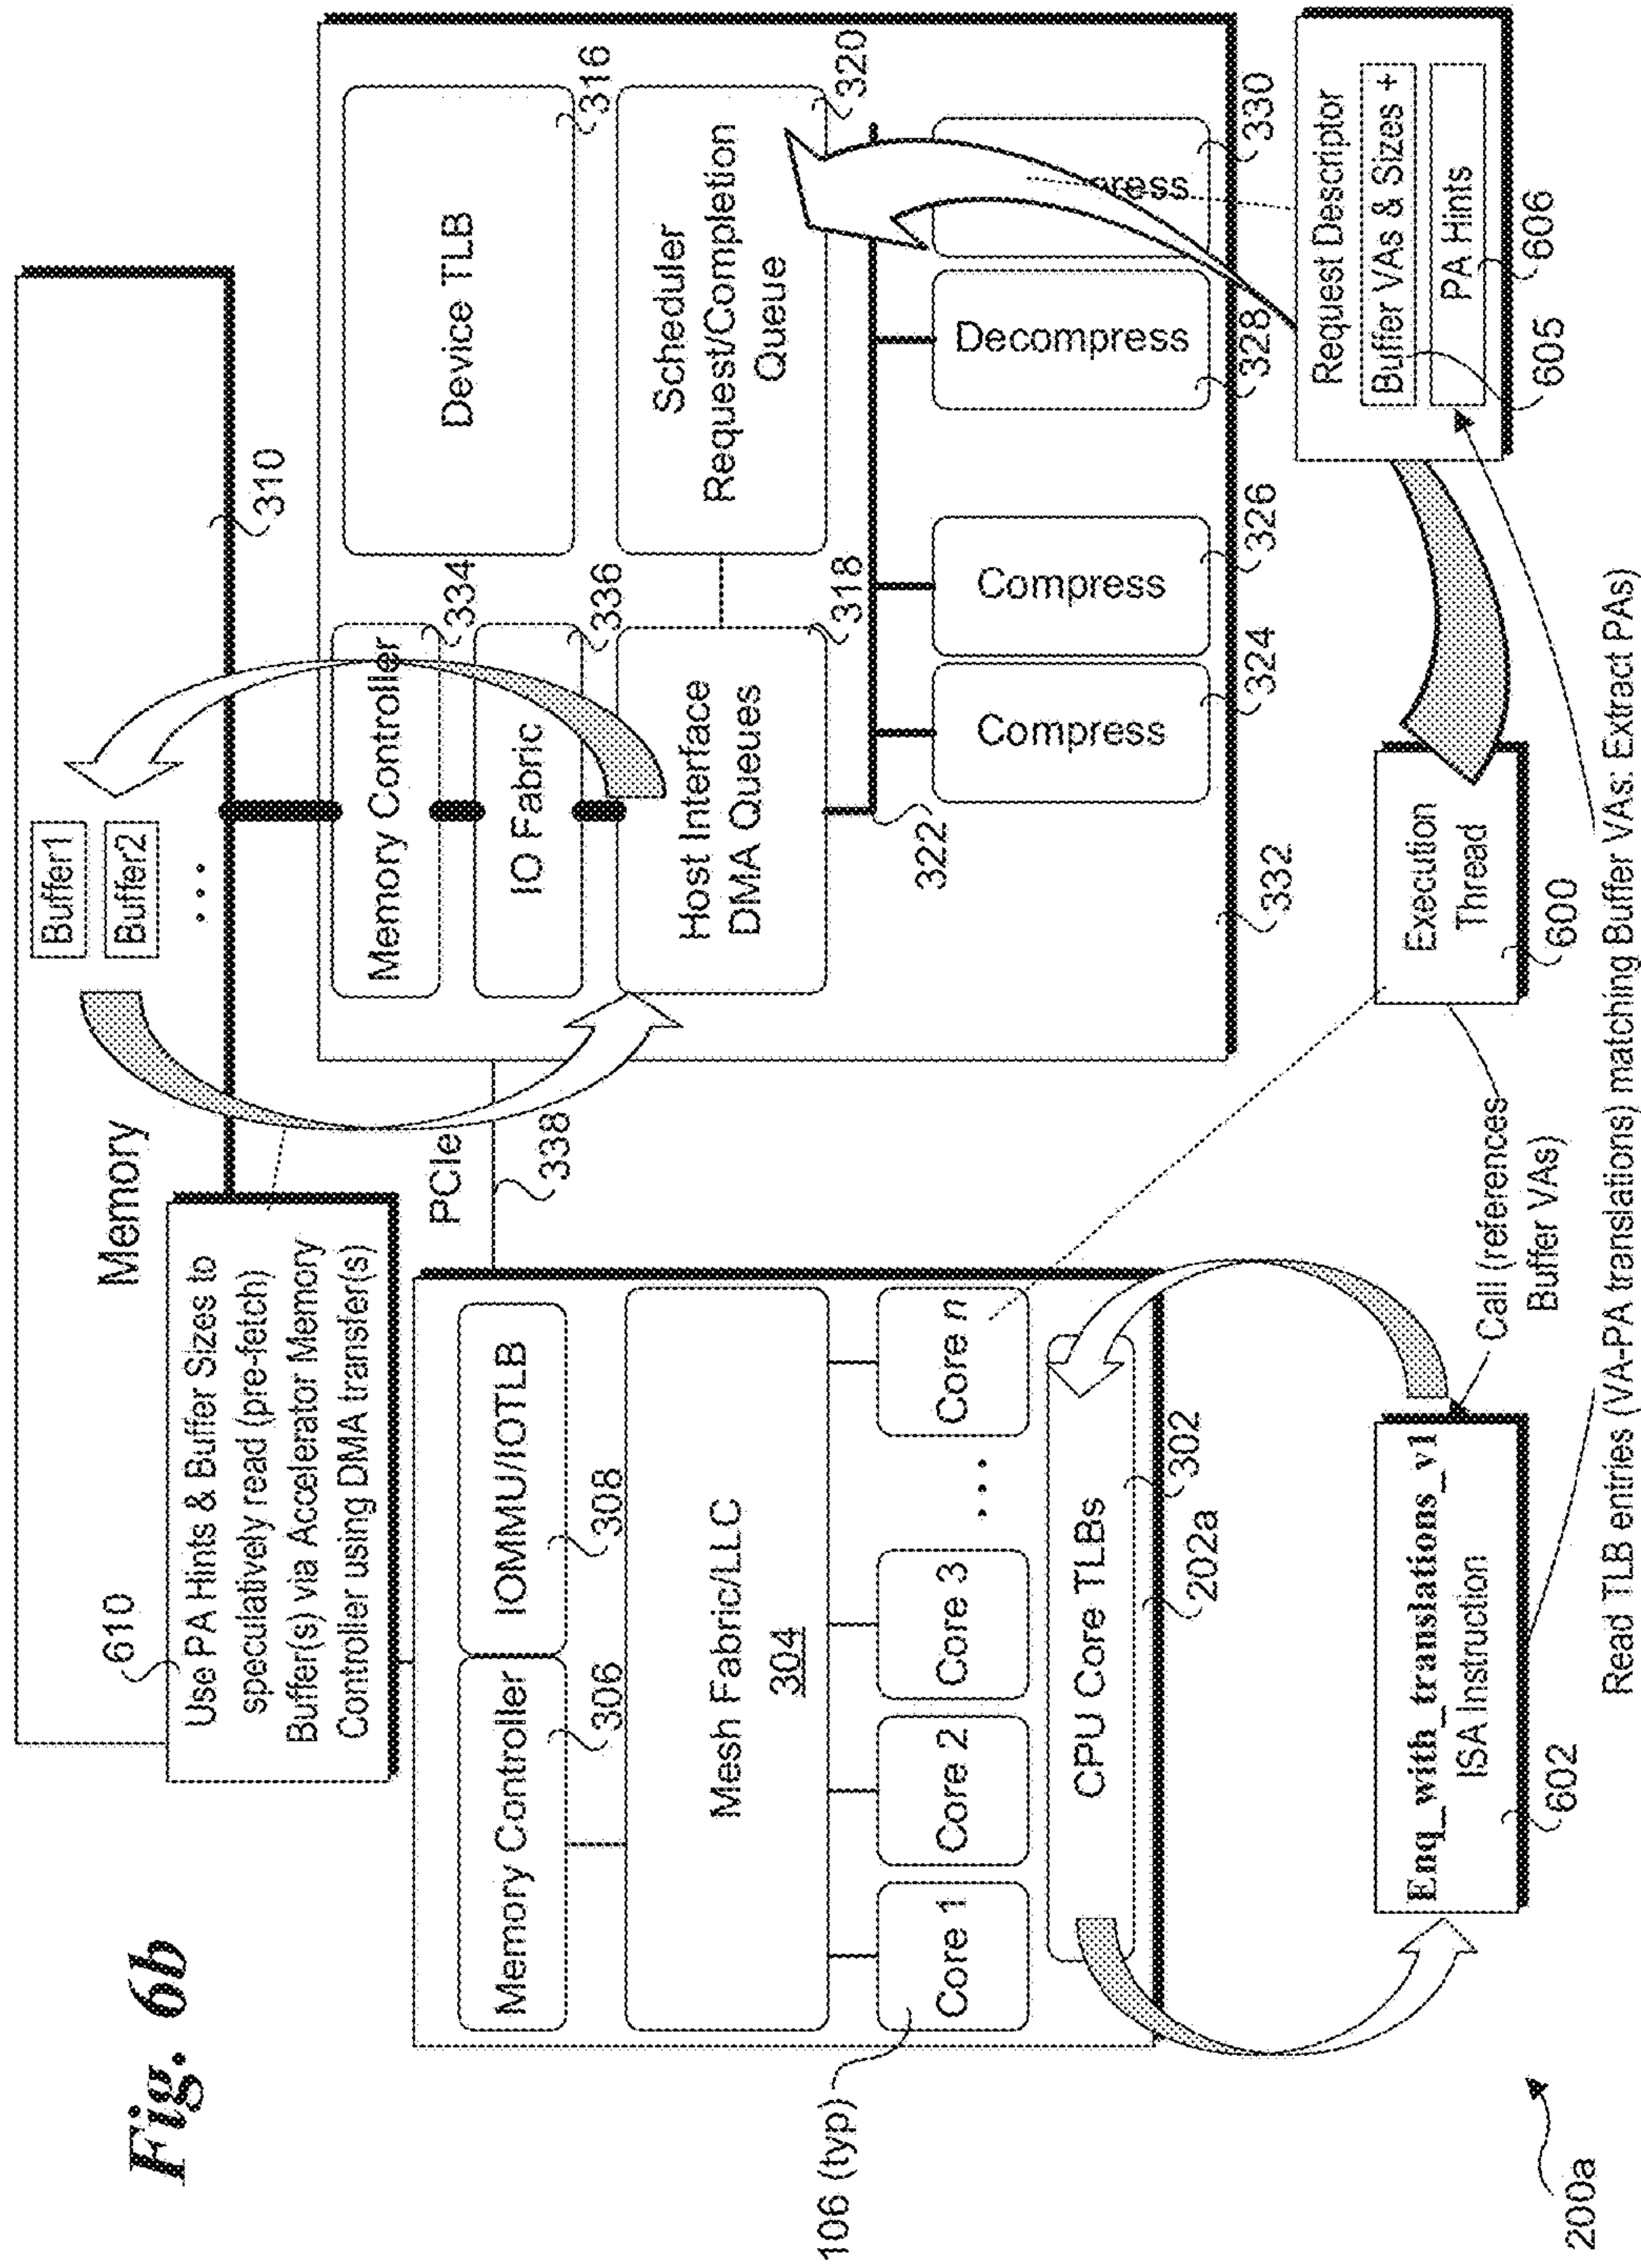 Fig. 6b
Memory
Buffer1
Buffer2
...
310
610
Use PA Hints & Buffer Sizes to
speculatively read (pre-fetch)
Buffer(s) via Accelerator Memory
Controller using DMA transfer(s)
PCIe
338
Memory Controller
306
IOMMU/IOTLB
308
Mesh Fabric/LLC
304
Core 1
Core 2
Core 3
...
Core n
106 (typ)
CPU Core TLBs
302
202a
Memory Controller
334
IO Fabric
336
Host Interface
DMA Queues
318
Device TLB
316
Scheduler
Request/Completion
Queue
320
322
Compress
324
Compress
326
Decompress
328
press
330
332
Enq_with_translations_v1
ISA Instruction
602
Call (references
Buffer VAs)
Execution
Thread
600
Request Descriptor
Buffer VAs & Sizes +
PA Hints
605
606
Read TLB entries (VA-PA translations) matching Buffer VAs: Extract PAs)
200a